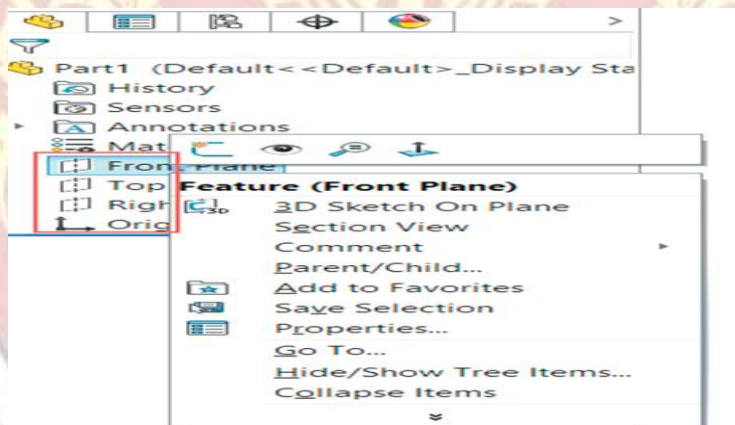 >
Part1 (Default<<Default>_Display Sta
History
Sensors
Annotations
Mat
Front Plane
Top
Righ
Orig
Feature (Front Plane)
3D Sketch On Plane
Section View
Comment
Parent/Child...
Add to Favorites
Save Selection
Properties...
Go To...
Hide/Show Tree Items...
Collapse Items